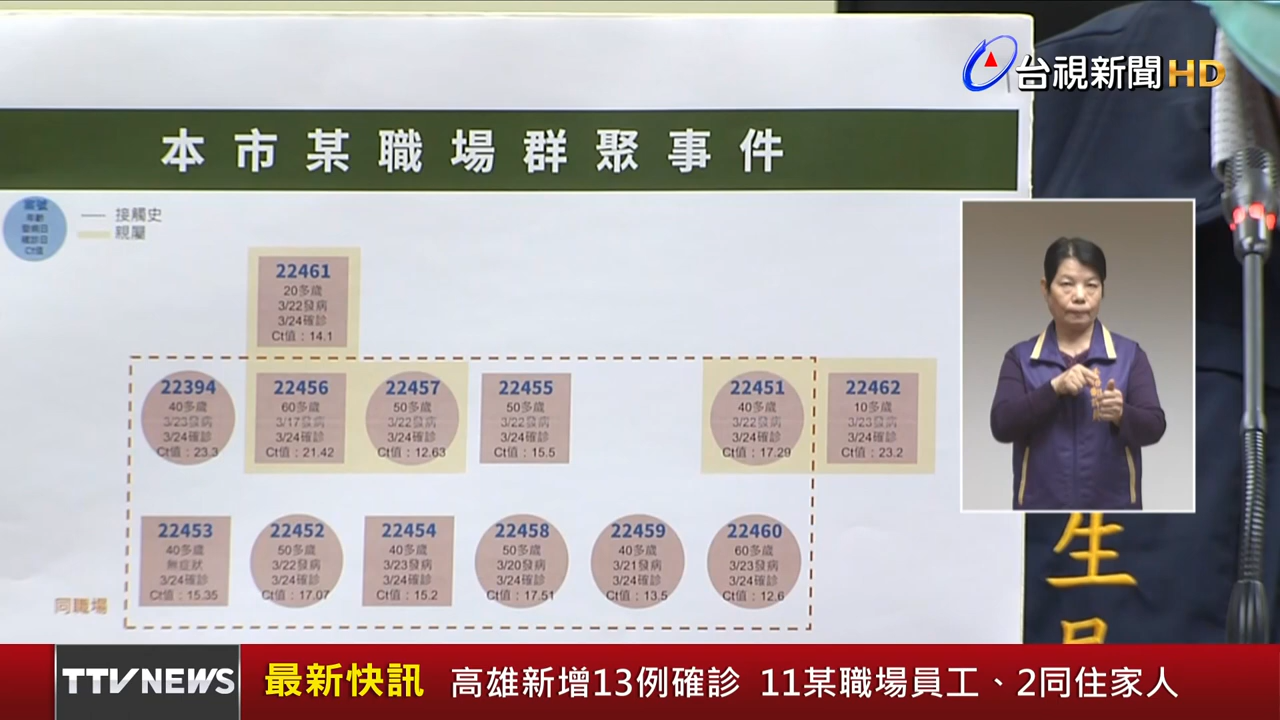 台視新聞HD
本市某職場群聚事件
案號
年齡
發病日
確診日
Ct值
接觸史
親屬
22461
20多歲
3/22發病
3/24確診
Ct值：14.1
22394
40多歲
3/23發病
3/24確診
Ct值：23.3
22456
60多歲
3/17發病
3/24確診
Ct值：21.42
22457
50多歲
3/22發病
3/24確診
Ct值：12.63
22455
50多歲
3/22發病
3/24確診
Ct值：15.5
22451
40多歲
3/22發病
3/24確診
Ct值：17.29
22462
10多歲
3/23發病
3/24確診
Ct值：23.2
22453
40多歲
無症狀
3/24確診
Ct值：15.35
22452
50多歲
3/22發病
3/24確診
Ct值：17.07
22454
40多歲
3/23發病
3/24確診
Ct值：15.2
22458
50多歲
3/20發病
3/24確診
Ct值：17.51
22459
40多歲
3/21發病
3/24確診
Ct值：13.5
22460
60多歲
3/23發病
3/24確診
Ct值：12.6
同職場
生
TTV NEWS
最新快訊 高雄新增13例確診 11某職場員工、2同住家人